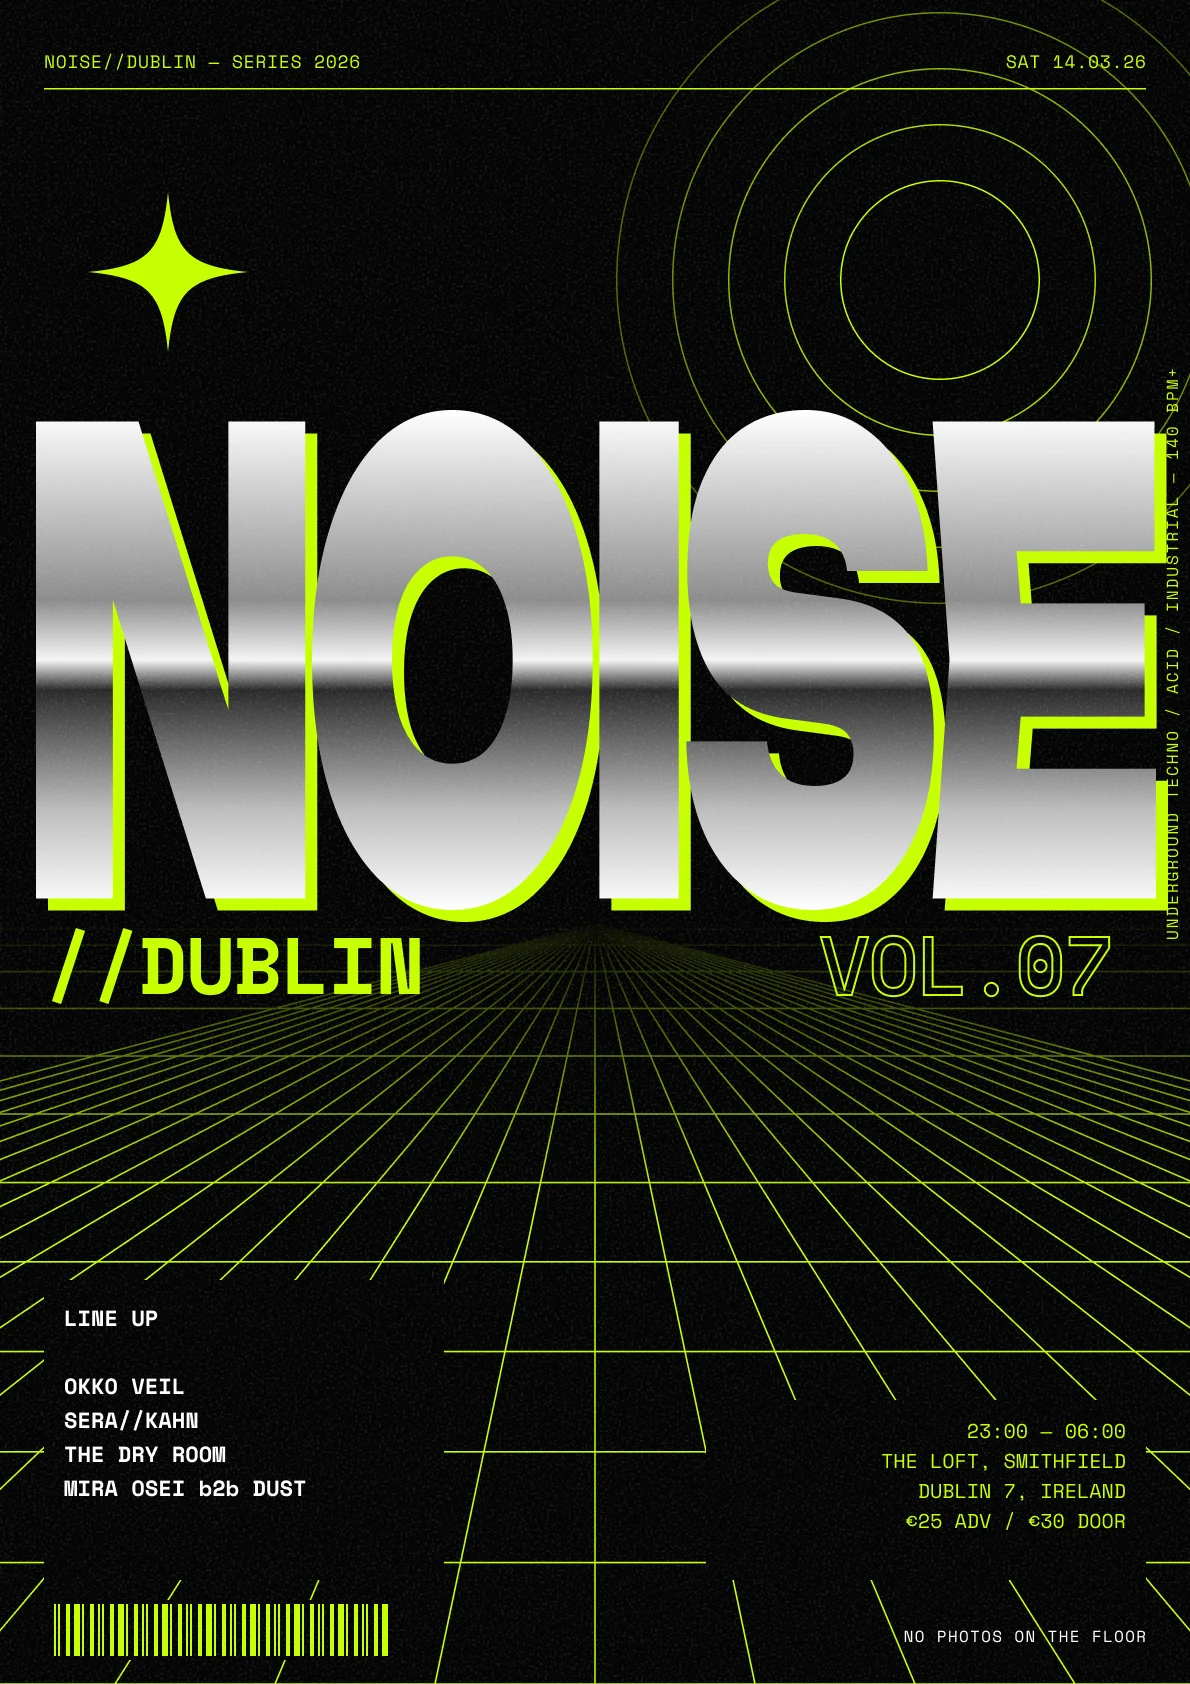 NOISE//DUBLIN — SERIES 2026
SAT 14.03.26
NOISE
UNDERGROUND TECHNO / ACID / INDUSTRIAL — 140 BPM+
//DUBLIN
VOL.07
LINE UP
OKKO VEIL
SERA//KAHN
THE DRY ROOM
MIRA OSEI b2b DUST
23:00 — 06:00
THE LOFT, SMITHFIELD
DUBLIN 7, IRELAND
€25 ADV / €30 DOOR
NO PHOTOS ON THE FLOOR